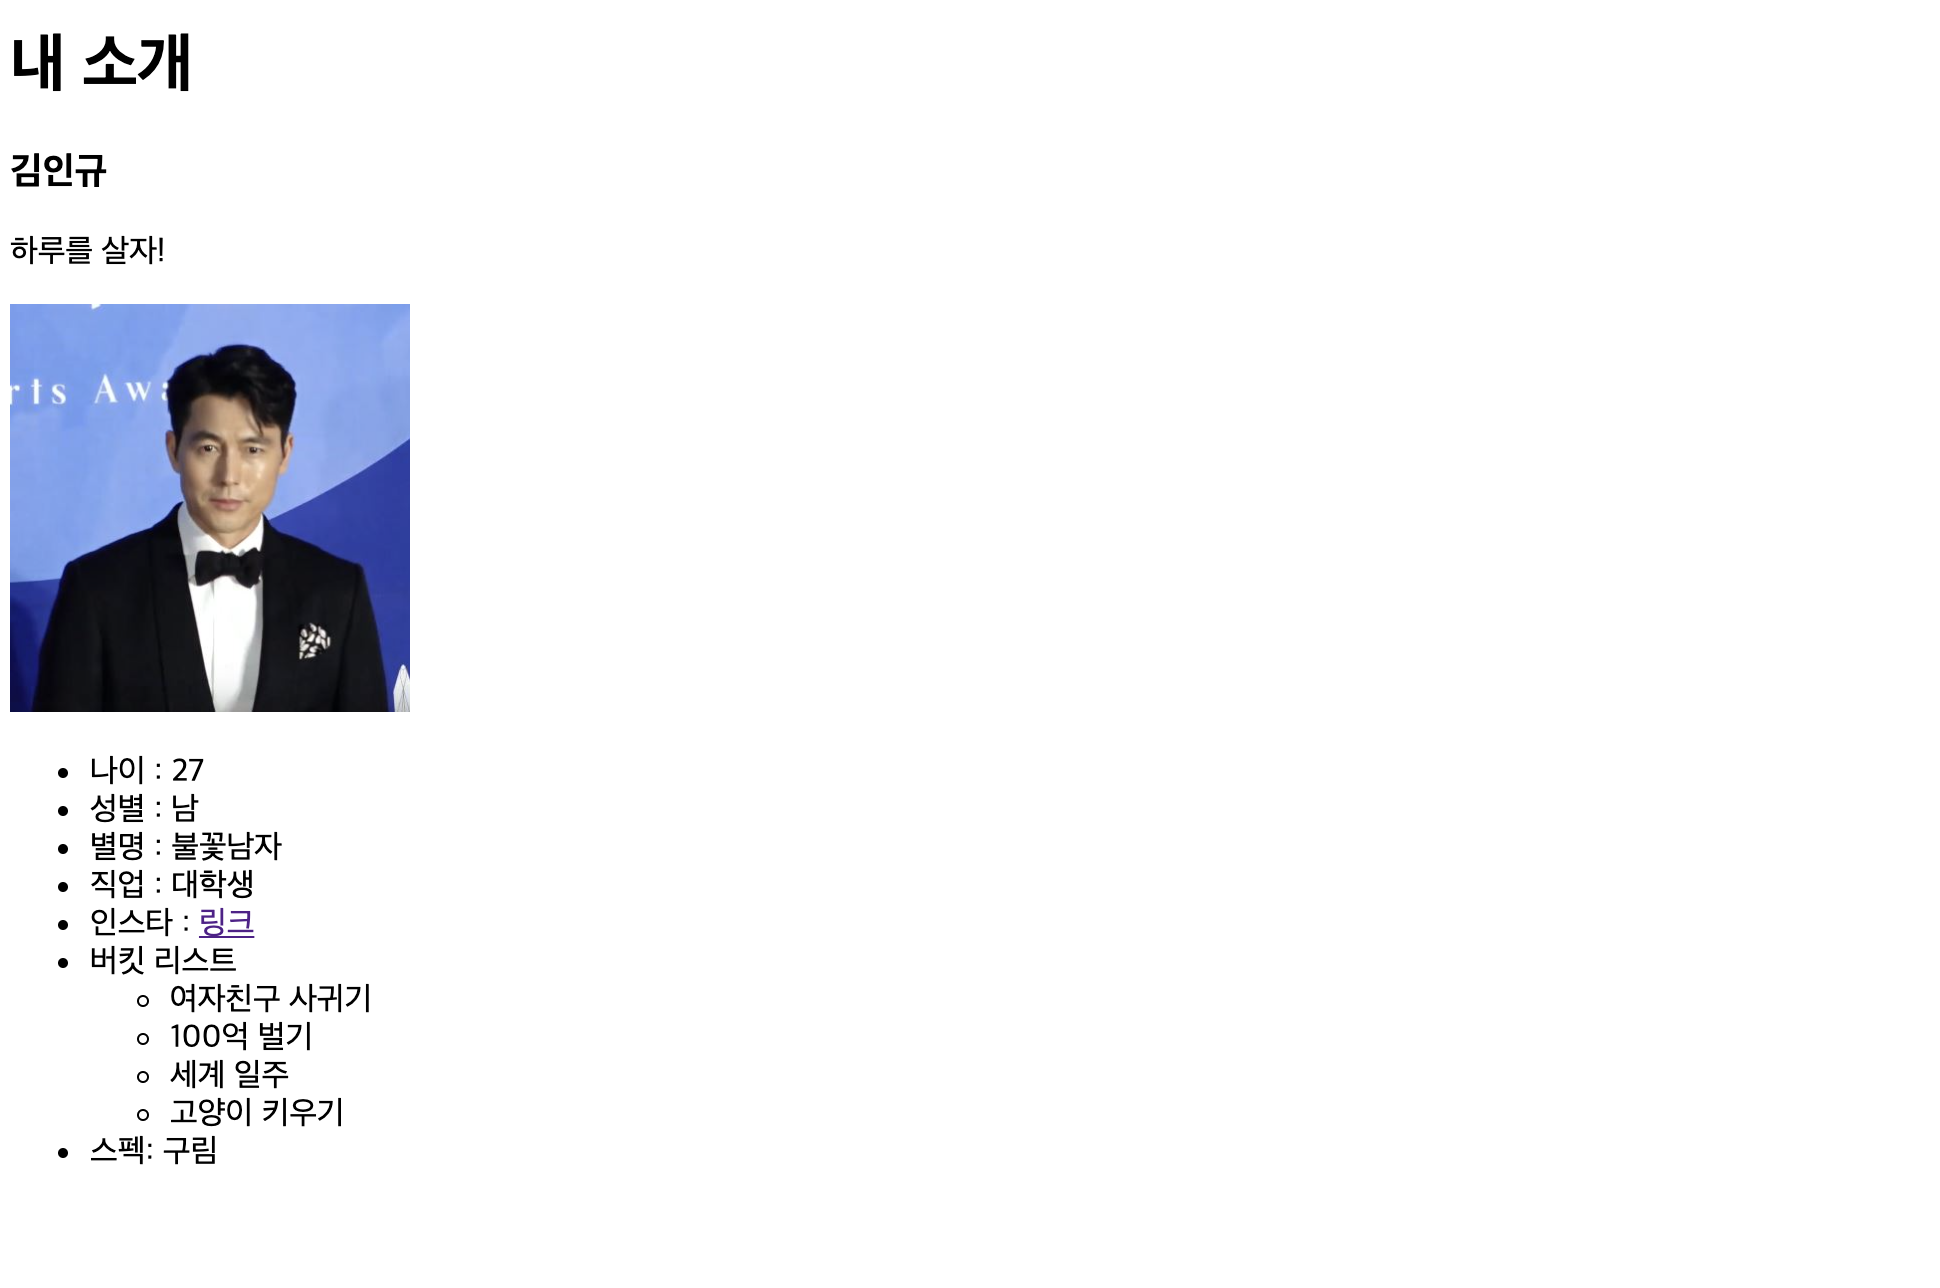 내 소개
김인규
하루를 살자!
rts Awa
나이 : 27
성별 : 남
별명 : 불꽃남자
직업 : 대학생
인스타 : 링크
버킷 리스트
여자친구 사귀기
100억 벌기
세계 일주
고양이 키우기
스펙: 구림